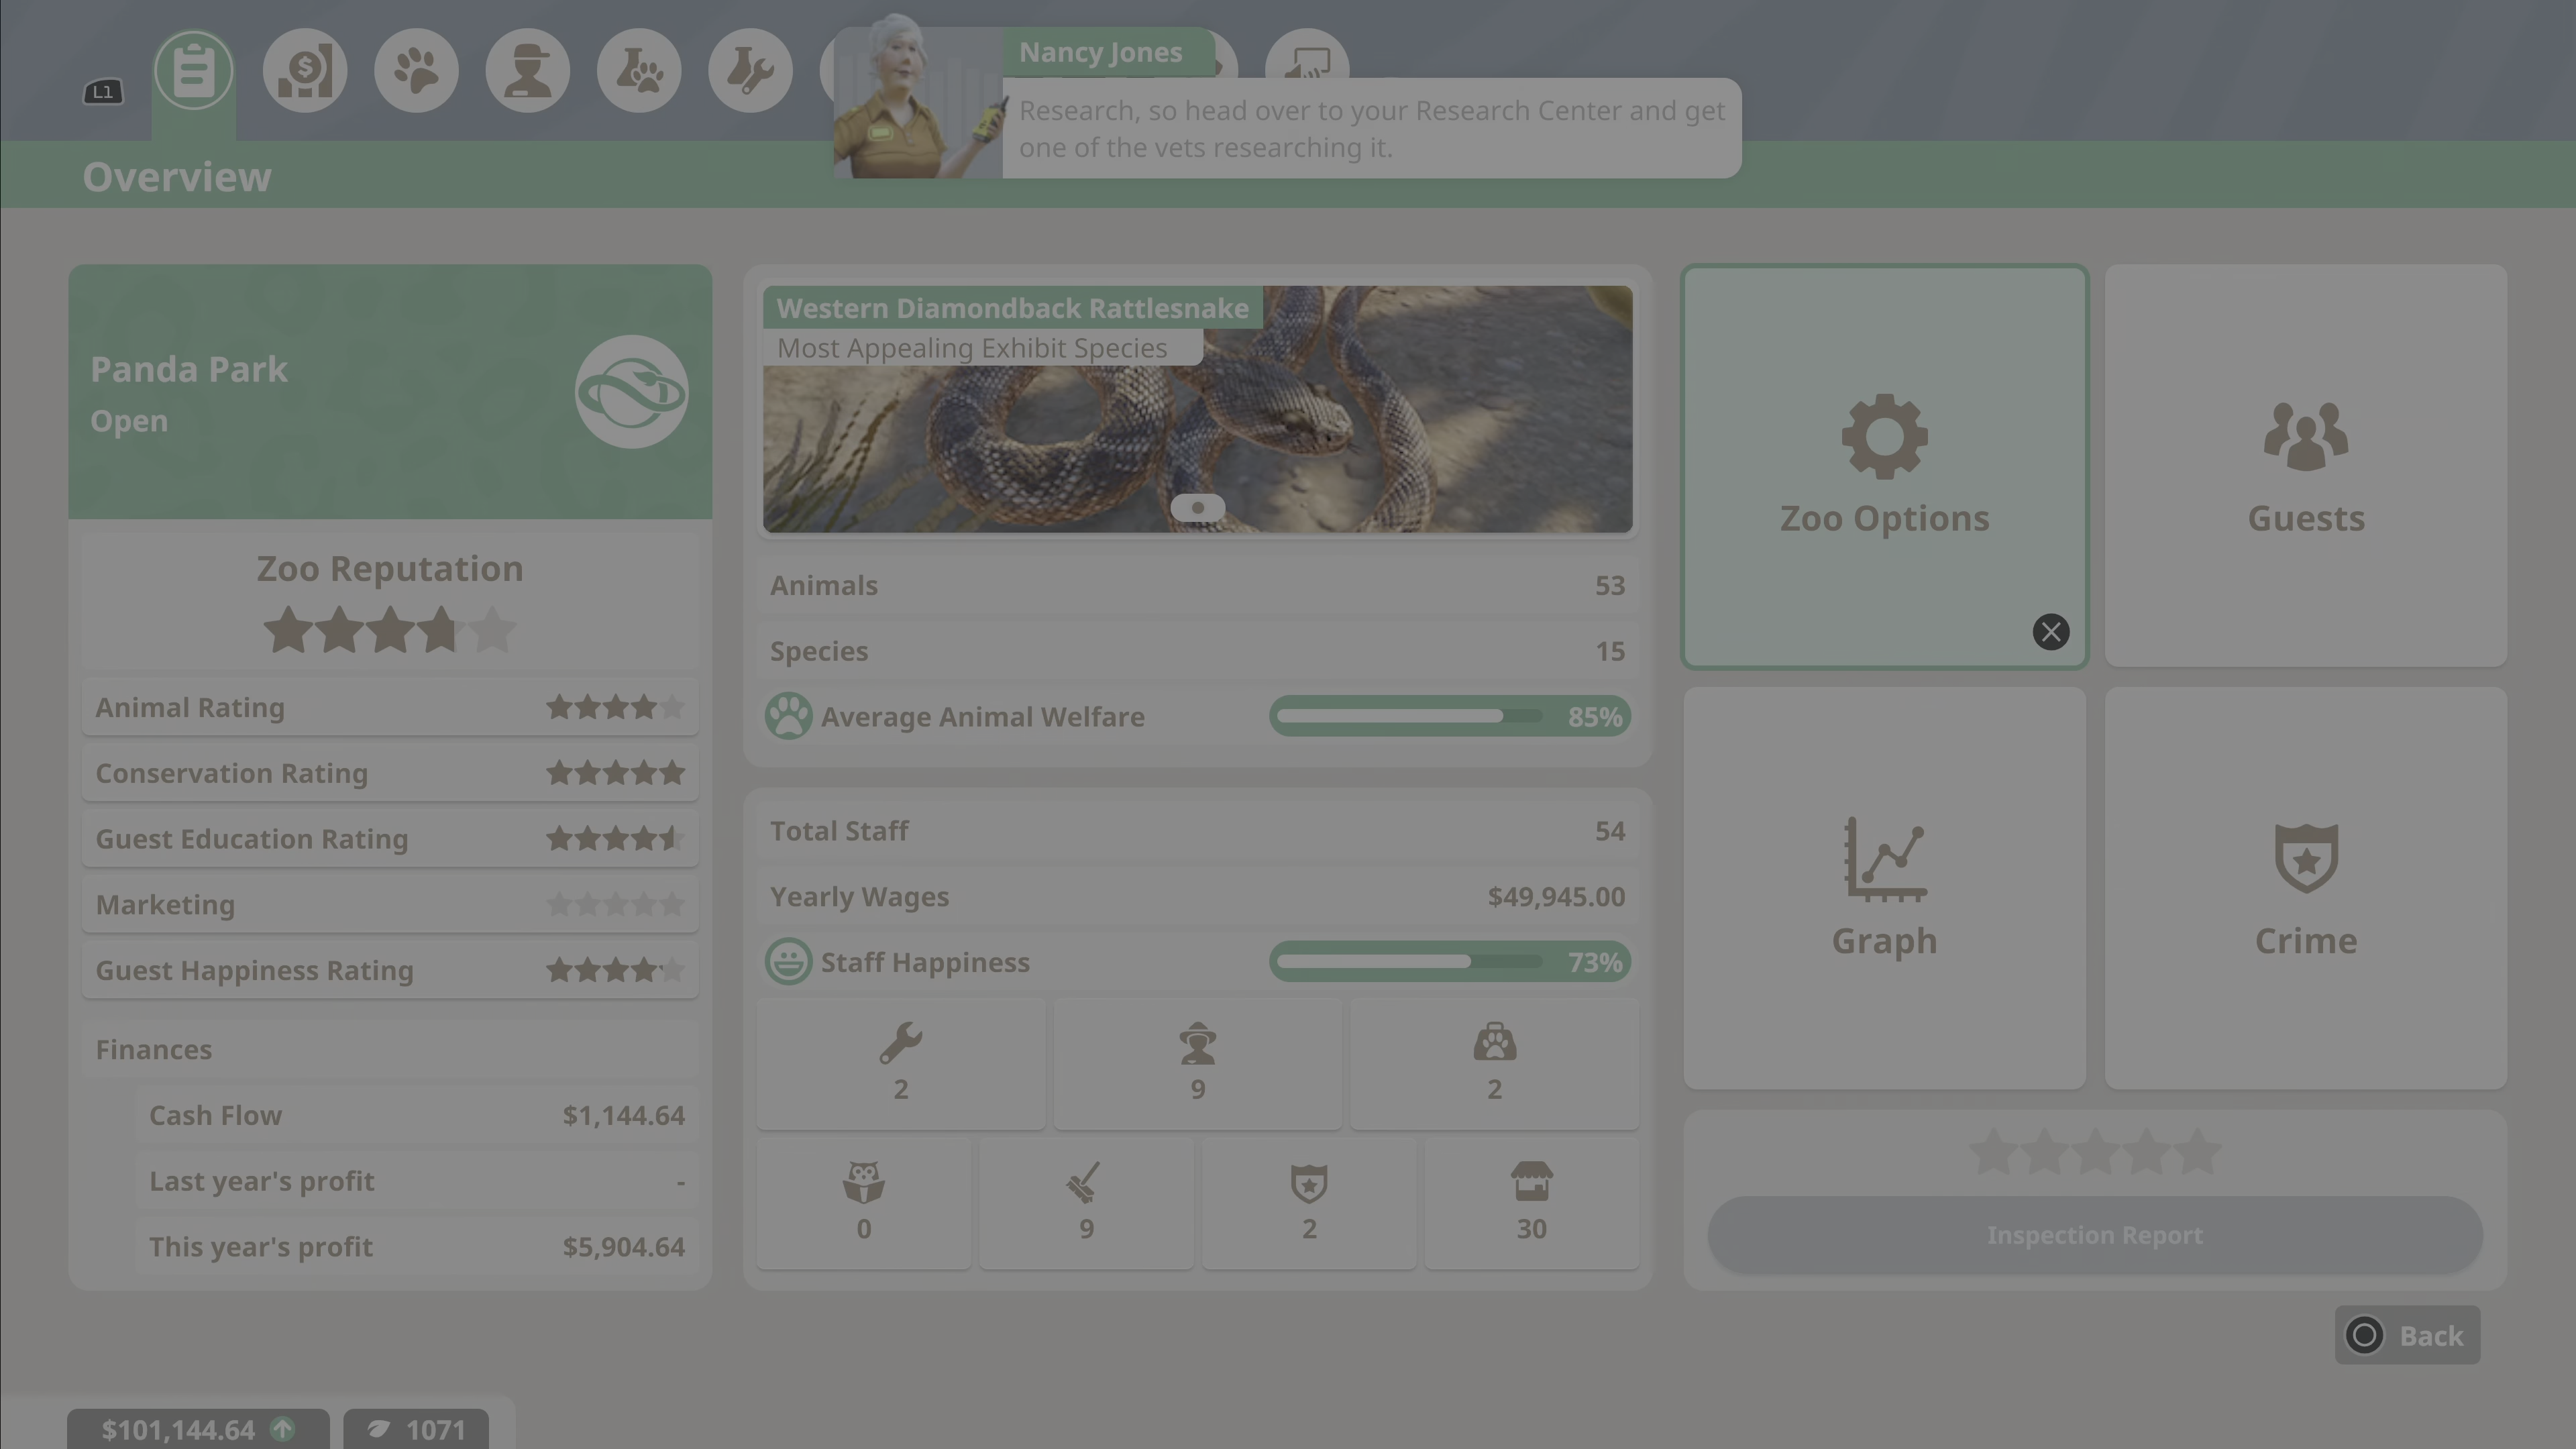 L1
Nancy Jones
Research, so head over to your Research Center and get
one of the vets researching it.
Overview
Panda Park
Open
Zoo Reputation
Animal Rating
Conservation Rating
Guest Education Rating
Marketing
Guest Happiness Rating
Finances
Cash Flow $1,144.64
Last year's profit -
This year's profit $5,904.64
Western Diamondback Rattlesnake
Most Appealing Exhibit Species
Animals 53
Species 15
Average Animal Welfare 85%
Total Staff 54
Yearly Wages $49,945.00
Staff Happiness 73%
2 9 2
0 9 2 30
Zoo Options
Guests
Graph
Crime
Inspection Report
Back
$101,144.64 1071